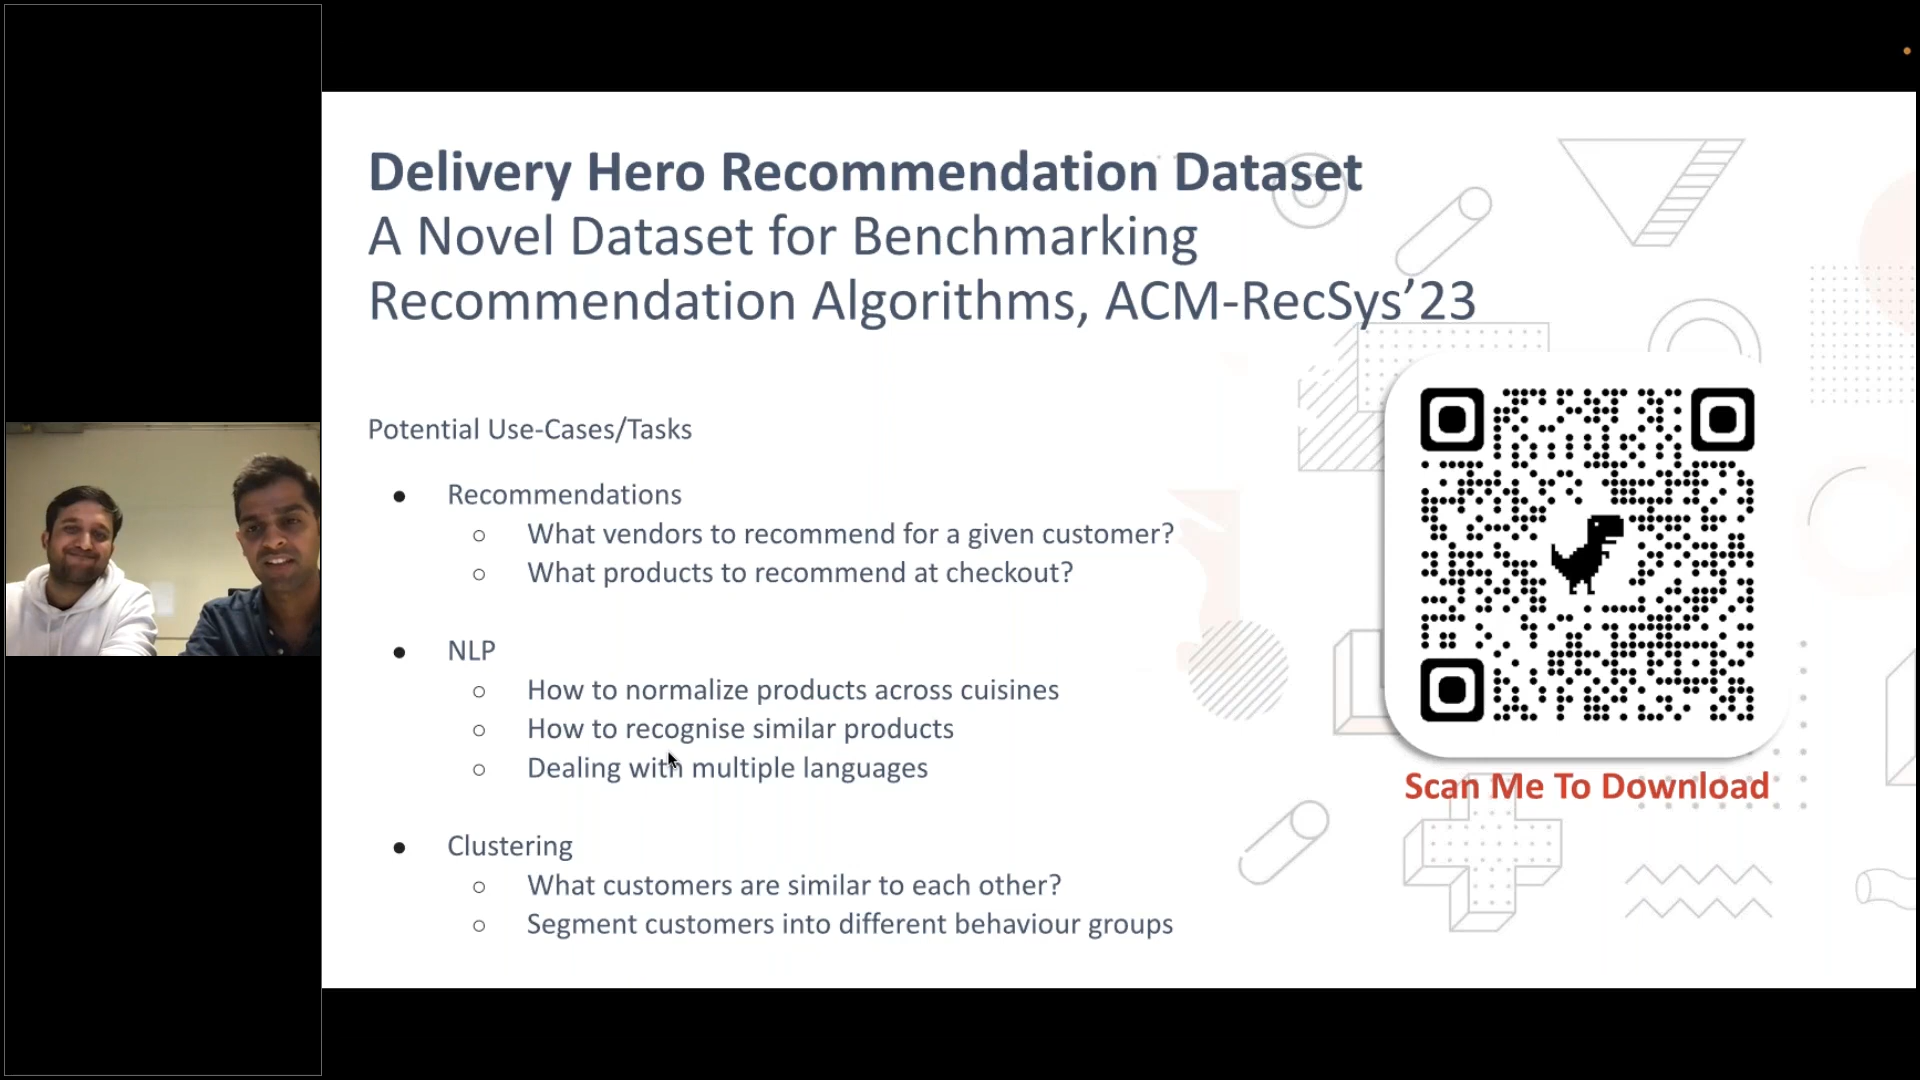 Delivery Hero Recommendation Dataset
A Novel Dataset for Benchmarking
Recommendation Algorithms, ACM-RecSys’23
Potential Use-Cases/Tasks
Recommendations
What vendors to recommend for a given customer?
What products to recommend at checkout?
NLP
How to normalize products across cuisines
How to recognise similar products
Dealing with multiple languages
Clustering
What customers are similar to each other?
Segment customers into different behaviour groups
Scan Me To Download